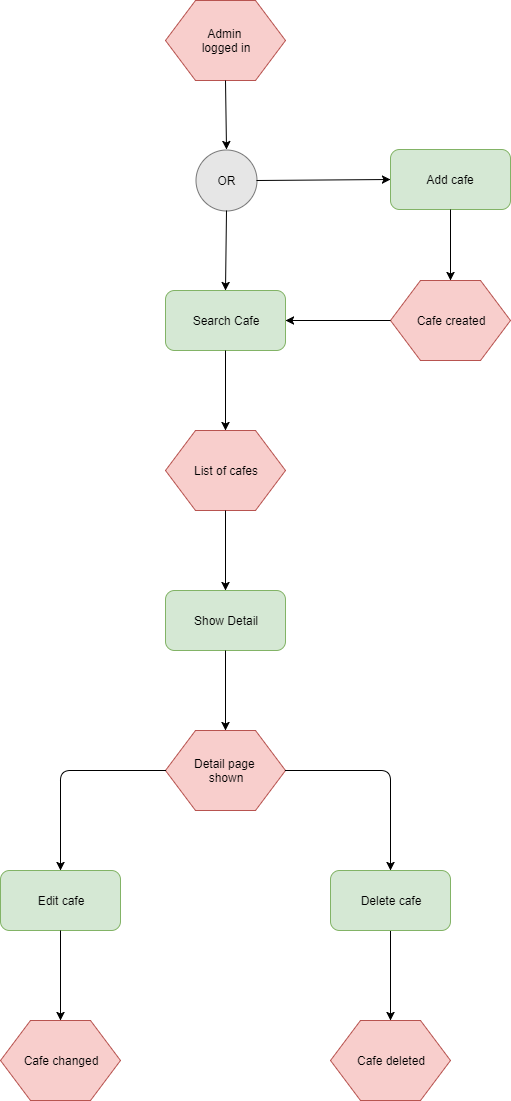 Admin
logged in
OR
Add cafe
Search Cafe
Cafe created
List of cafes
Show Detail
Detail page
shown
Edit cafe
Delete cafe
Cafe changed
Cafe deleted